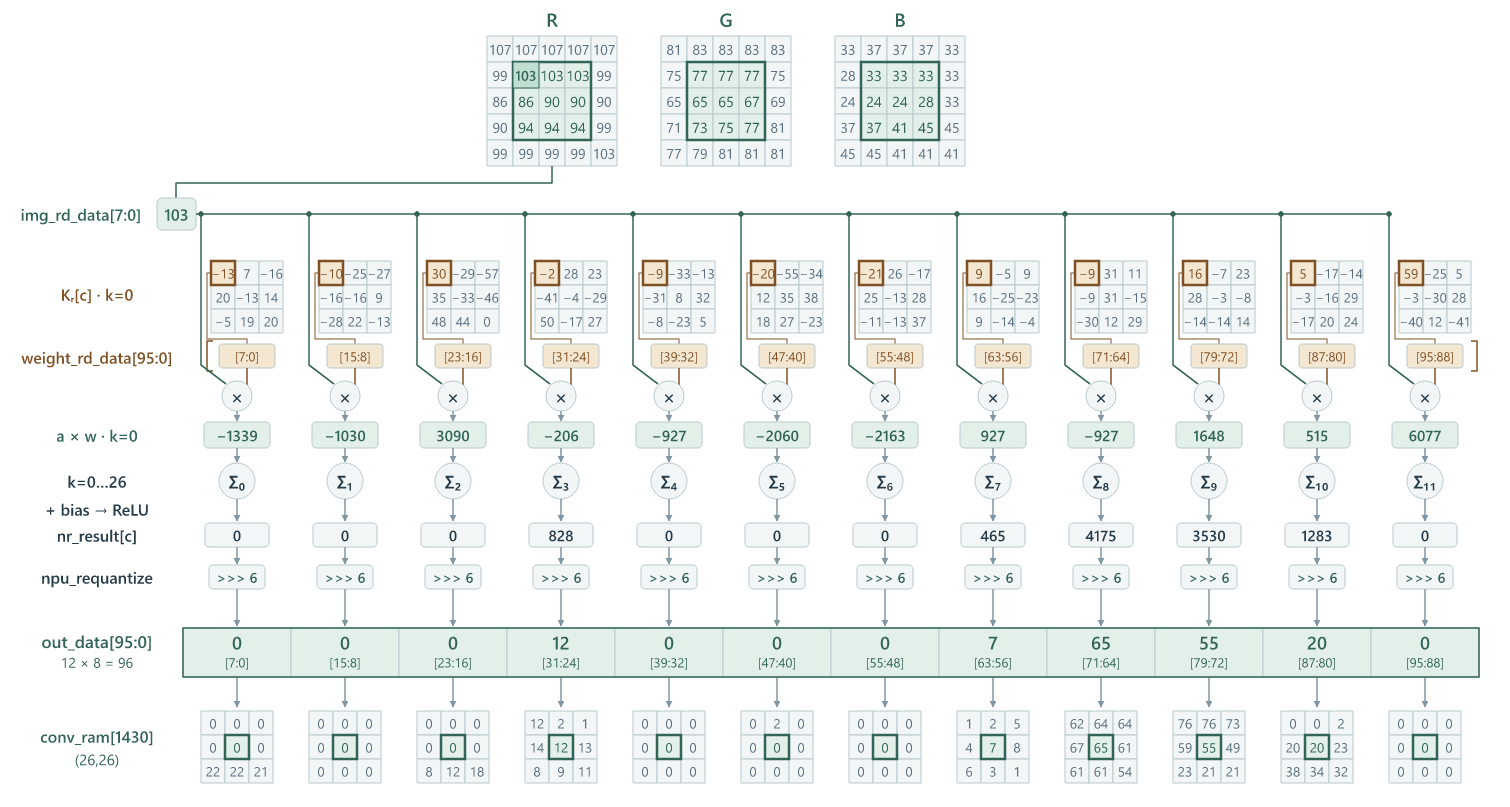 R G B
107 107 107 107 107 81 83 83 83 83 33 37 37 37 33
99 103 103 103 99 75 77 77 77 75 28 33 33 33 33
86 86 90 90 90 65 65 65 67 69 24 24 24 28 33
90 94 94 94 99 71 73 75 77 81 37 37 41 45 45
99 99 99 99 103 77 79 81 81 81 45 45 41 41 41
img_rd_data[7:0] 103
−13 7 −16 −10 −25 −27 30 −29 −57 −2 28 23 −9 −33 −13 −20 −55 −34 −21 26 −17 9 −5 9 −9 31 11 16 −7 23 5 −17 −14 59 −25 5
Kᵣ[c] · k=0 20 −13 14 −16 −16 9 35 −33 −46 −41 −4 −29 −31 8 32 12 35 38 25 −13 28 16 −25 −23 −9 31 −15 28 −3 −8 −3 −16 29 −3 −30 28
−5 19 20 −28 22 −13 48 44 0 50 −17 27 −8 −23 5 18 27 −23 −11 −13 37 9 −14 −4 −30 12 29 −14 −14 14 −17 20 24 −40 12 −41
weight_rd_data[95:0] [7:0] [15:8] [23:16] [31:24] [39:32] [47:40] [55:48] [63:56] [71:64] [79:72] [87:80] [95:88]
× × × × × × × × × × × ×
a × w · k=0 −1339 −1030 3090 −206 −927 −2060 −2163 927 −927 1648 515 6077
k=0…26 Σ₀ Σ₁ Σ₂ Σ₃ Σ₄ Σ₅ Σ₆ Σ₇ Σ₈ Σ₉ Σ₁₀ Σ₁₁
+ bias → ReLU
nr_result[c] 0 0 0 828 0 0 0 465 4175 3530 1283 0
npu_requantize >>> 6 >>> 6 >>> 6 >>> 6 >>> 6 >>> 6 >>> 6 >>> 6 >>> 6 >>> 6 >>> 6 >>> 6
out_data[95:0] 0 0 0 12 0 0 0 7 65 55 20 0
12 × 8 = 96 [7:0] [15:8] [23:16] [31:24] [39:32] [47:40] [55:48] [63:56] [71:64] [79:72] [87:80] [95:88]
0 0 0 0 0 0 0 0 0 12 2 1 0 0 0 0 2 0 0 0 0 1 2 5 62 64 64 76 76 73 0 0 2 0 0 0
conv_ram[1430] 0 0 0 0 0 0 0 0 0 14 12 13 0 0 0 0 0 0 0 0 0 4 7 8 67 65 61 59 55 49 20 20 23 0 0 0
(26,26)
22 22 21 0 0 0 8 12 18 8 9 11 0 0 0 0 0 0 0 0 0 6 3 1 61 61 54 23 21 21 38 34 32 0 0 0